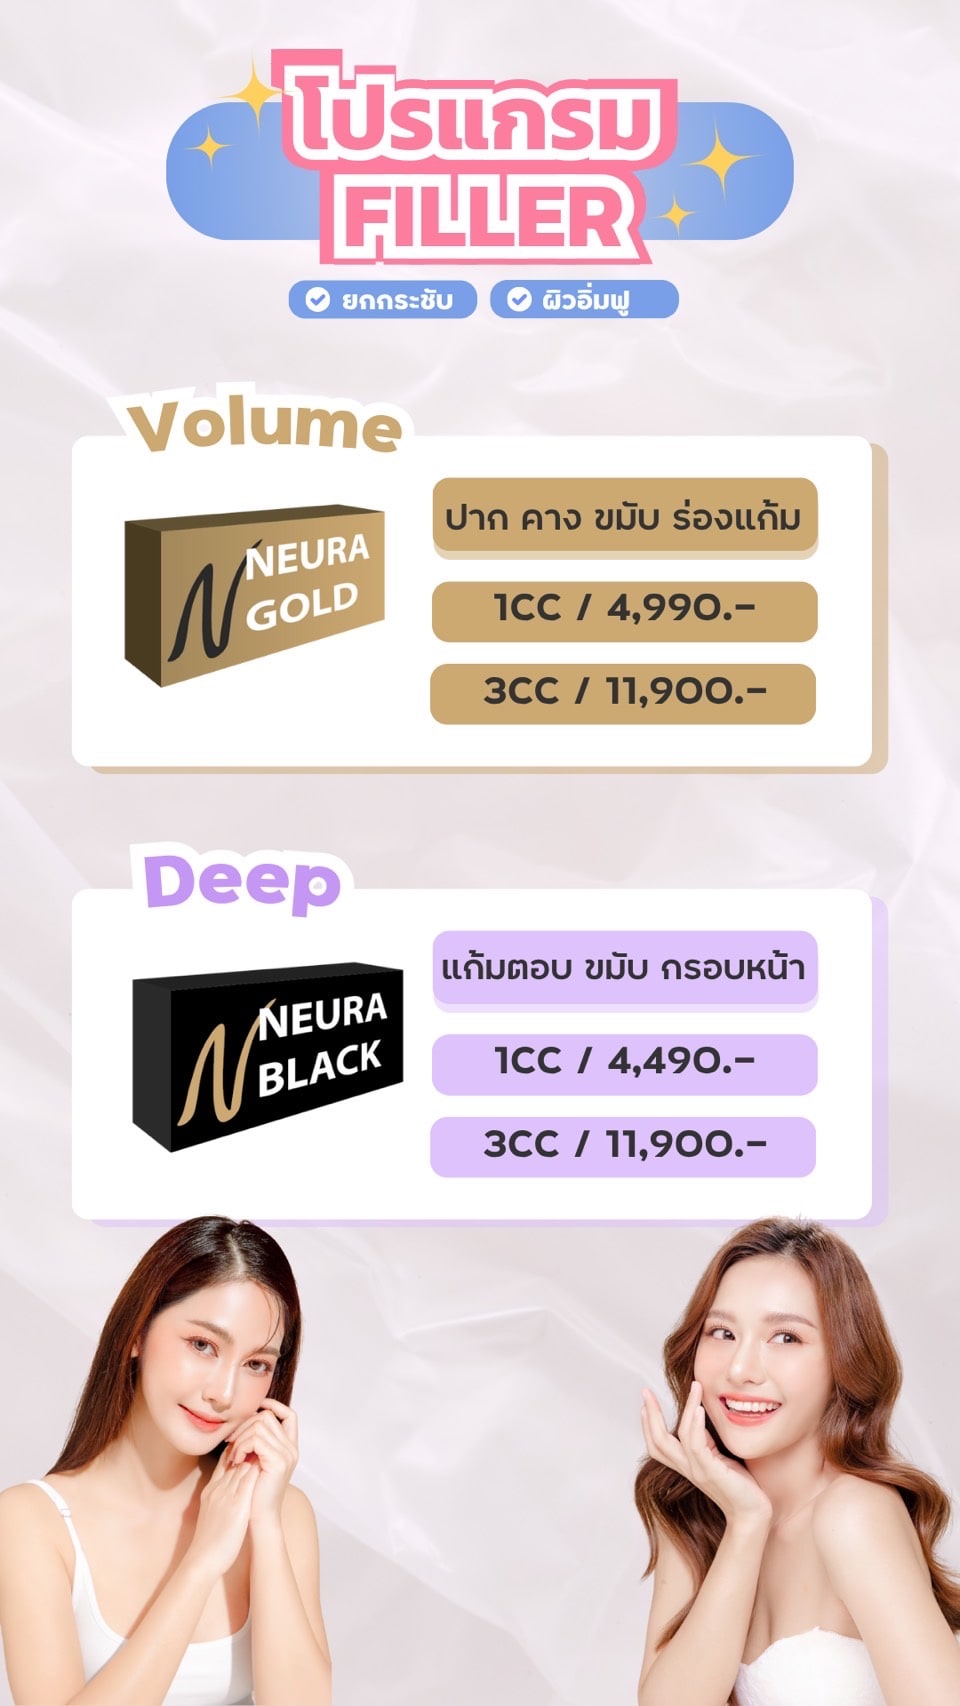 โปรแกรม
FILLER
ยกกระชับ
ผิวอิ่มฟู
Volume
NEURA
GOLD
ปาก คาง ขมับ ร่องแก้ม
1CC / 4,990.-
3CC / 11,900.-
Deep
NEURA
BLACK
แก้มตอบ ขมับ กรอบหน้า
1CC / 4,490.-
3CC / 11,900.-